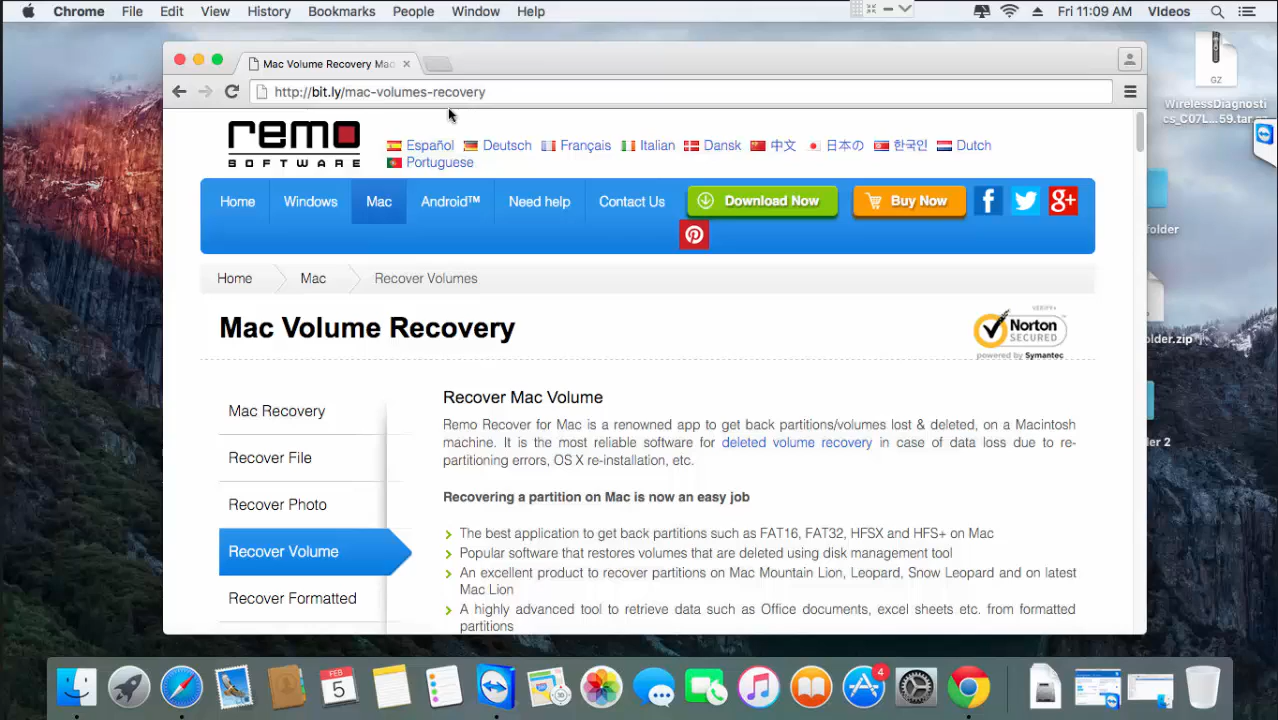 Chrome File Edit View History Bookmarks People Window Help Fri 11:09 AM VIdeos
Mac Volume Recovery Mac
http://bit.ly/mac-volumes-recovery
GZ
WirelessDiagnosti
cs_C07L...59.tar.gz
remo
SOFTWARE
Español Deutsch Français Italian Dansk 中文 日本の 한국인 Dutch
Portuguese
Home Windows Mac Android™ Need help Contact Us Download Now Buy Now
folder
Home Mac Recover Volumes
Mac Volume Recovery
VERIFY+
Norton
SECURED
powered by Symantec
older.zip
Mac Recovery
Recover File
Recover Photo
Recover Volume
Recover Formatted
Recover Mac Volume
Remo Recover for Mac is a renowned app to get back partitions/volumes lost & deleted, on a Macintosh
machine. It is the most reliable software for deleted volume recovery in case of data loss due to re-
partitioning errors, OS X re-installation, etc.
Recovering a partition on Mac is now an easy job
The best application to get back partitions such as FAT16, FAT32, HFSX and HFS+ on Mac
Popular software that restores volumes that are deleted using disk management tool
An excellent product to recover partitions on Mac Mountain Lion, Leopard, Snow Leopard and on latest
Mac Lion
A highly advanced tool to retrieve data such as Office documents, excel sheets etc. from formatted
partitions
lder 2
FEB
5
4